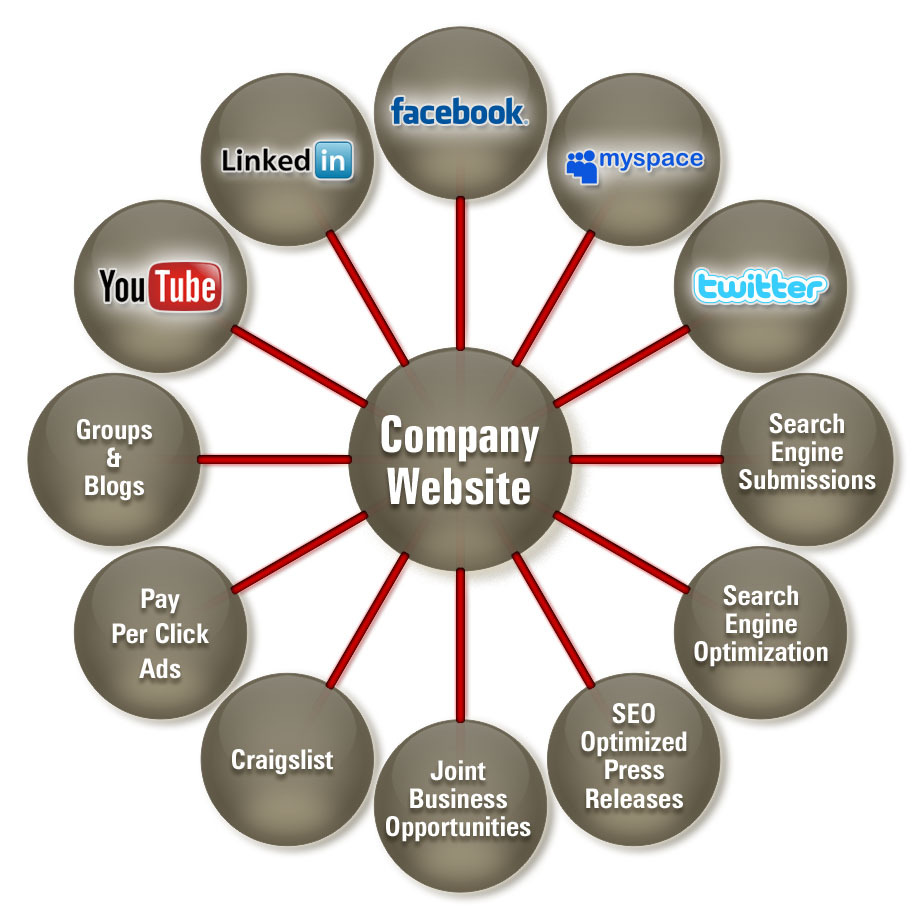 facebook.
myspace
twitter
Search
Engine
Submissions
Search
Engine
Optimization
SEO
Optimized
Press
Releases
Joint
Business
Opportunities
Craigslist
Pay
Per Click
Ads
Groups
&
Blogs
YouTube
Linked in
Company
Website